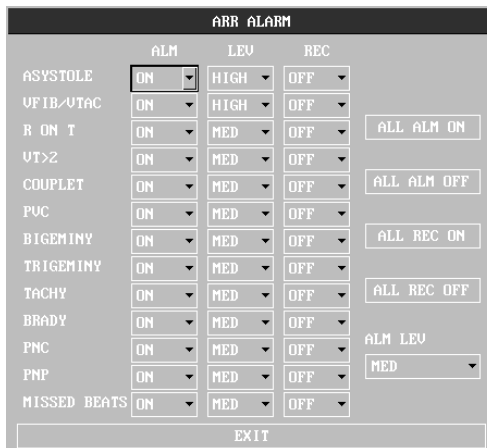 ARR ALARM
ALM LEV REC
ASYSTOLE ON HIGH OFF
VFIB/VTAC ON HIGH OFF
R ON T ON MED OFF
ALL ALM ON
VT>2 ON MED OFF
COUPLET ON MED OFF
ALL ALM OFF
PVC ON MED OFF
BIGEMINY ON MED OFF
ALL REC ON
TRIGEMINY ON MED OFF
TACHY ON MED OFF
ALL REC OFF
BRADY ON MED OFF
ALM LEV
PNC ON MED OFF
MED
PNP ON MED OFF
MISSED BEATS ON MED OFF
EXIT